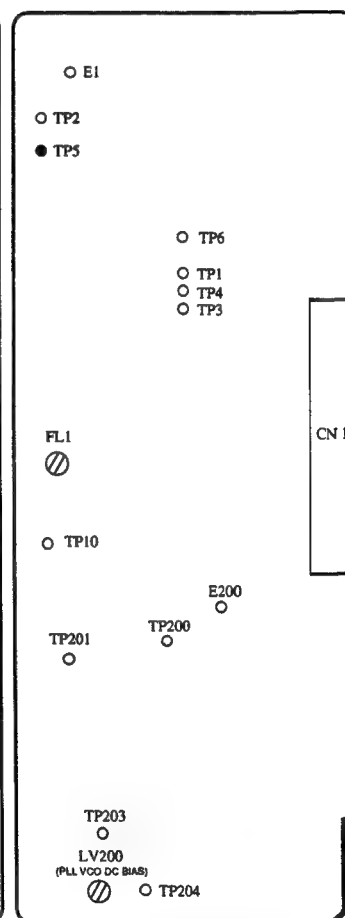 E1
TP2
TP5
TP6
TP1
TP4
TP3
CN 1
FL1
TP10
E200
TP200
TP201
TP203
LV200
(PLL VCO DC BIAS)
TP204